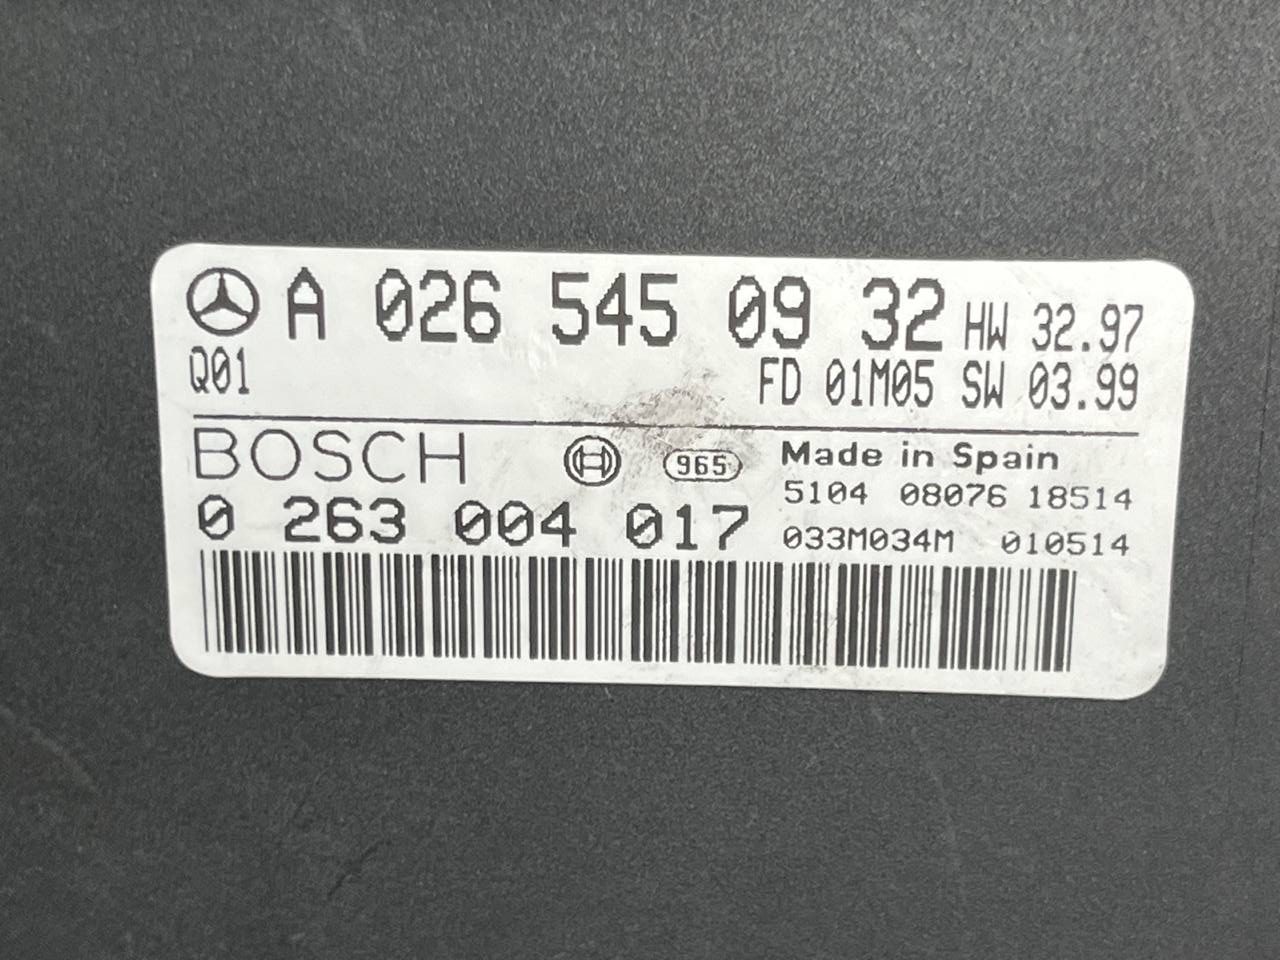 A 026 545 09 32 HW 32.97
Q01 FD 01M05 SW 03.99
BOSCH 965 Made in Spain
5104 08076 18514
0 263 004 017
033M034M 010514